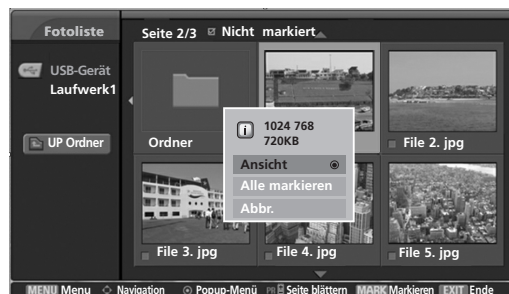 Fotoliste
Seite 2/3 Nicht markiert
USB-Gerät
Laufwerk1
UP Ordner
Ordner
i
1024 768
720KB
Ansicht
Alle markieren
Abbr.
File 2. jpg
File 3. jpg
File 4. jpg
File 5. jpg
MENU Menu Navigation Popup-Menü PR Seite blättern MARK Markieren EXIT Ende